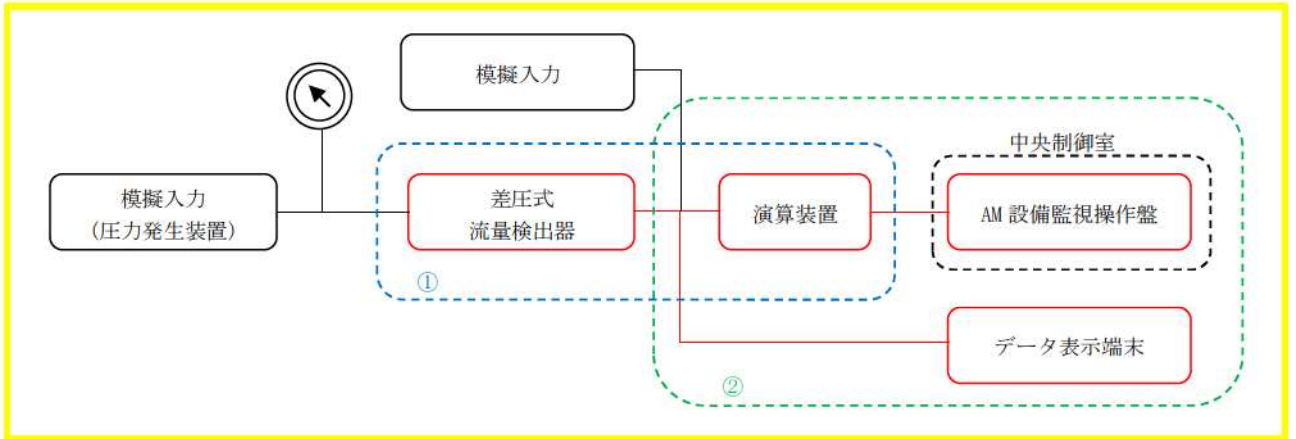 模擬入力
中央制御室
模擬入力
(圧力発生装置)
差圧式
流量検出器
演算装置
AM 設備監視操作盤
①
データ表示端末
②